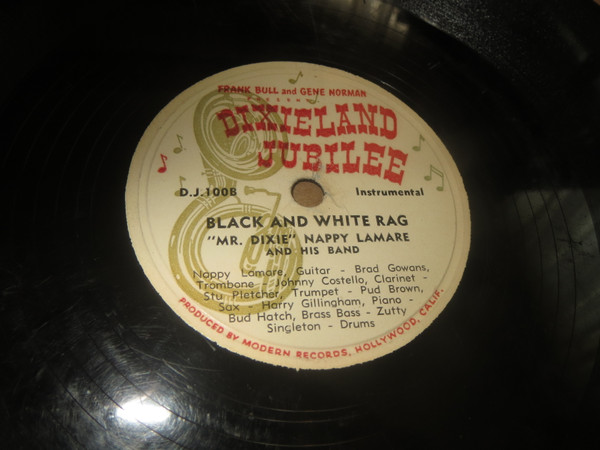 FRANK BULL and GENE NORMAN
DIXIELAND
JUBILEE
D.J.100B
Instrumental
BLACK AND WHITE RAG
"MR. DIXIE" NAPPY LAMARE
AND HIS BAND
Nappy Lamare, Guitar - Brad Gowans,
Trombone - Johnny Costello, Clarinet -
Stu Pletcher, Trumpet - Pud Brown,
Sax - Harry Gillingham, Piano -
Bud Hatch, Brass Bass - Zutty
Singleton - Drums
PRODUCED BY MODERN RECORDS, HOLLYWOOD, CALIF.